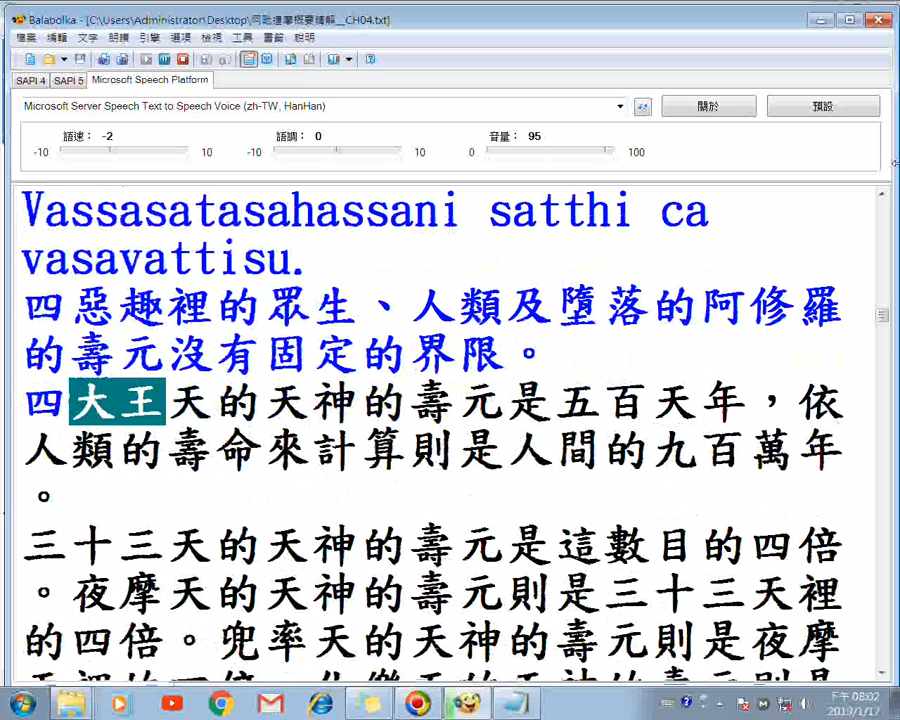 Balabolka - [C:\Users\Administrator\Desktop\阿毗達摩概要精解__CH04.txt]
檔案 編輯 文字 朗讀 引擎 選項 檢視 工具 書籤 說明
SAPI 4 SAPI 5 Microsoft Speech Platform
Microsoft Server Speech Text to Speech Voice (zh-TW, HanHan) 關於 預設
語速： -2 語調： 0 音量： 95
-10 10 -10 10 0 100
Vassasatasahassani satthi ca
vasavattisu.
四惡趣裡的眾生、人類及墮落的阿修羅
的壽元沒有固定的界限。
四大王天的天神的壽元是五百天年，依
人類的壽命來計算則是人間的九百萬年
。
三十三天的天神的壽元是這數目的四倍
。夜摩天的天神的壽元則是三十三天裡
的四倍。兜率天的天神的壽元則是夜摩
下午 08:02
2019/1/17